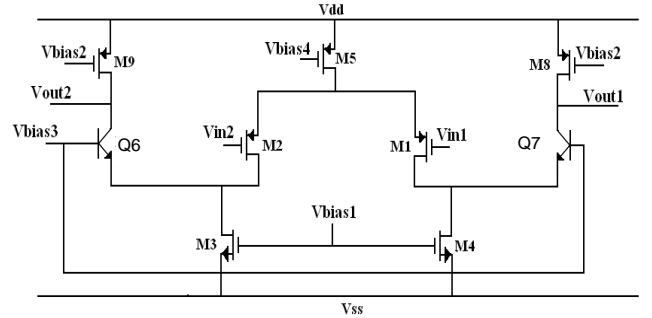 Vdd
Vbias2
M9
Vbias4
M5
M8
Vbias2
Vout2
Vout1
Vbias3
Q6
Vin2
M2
M1
Vin1
Q7
Vbias1
M3
M4
Vss